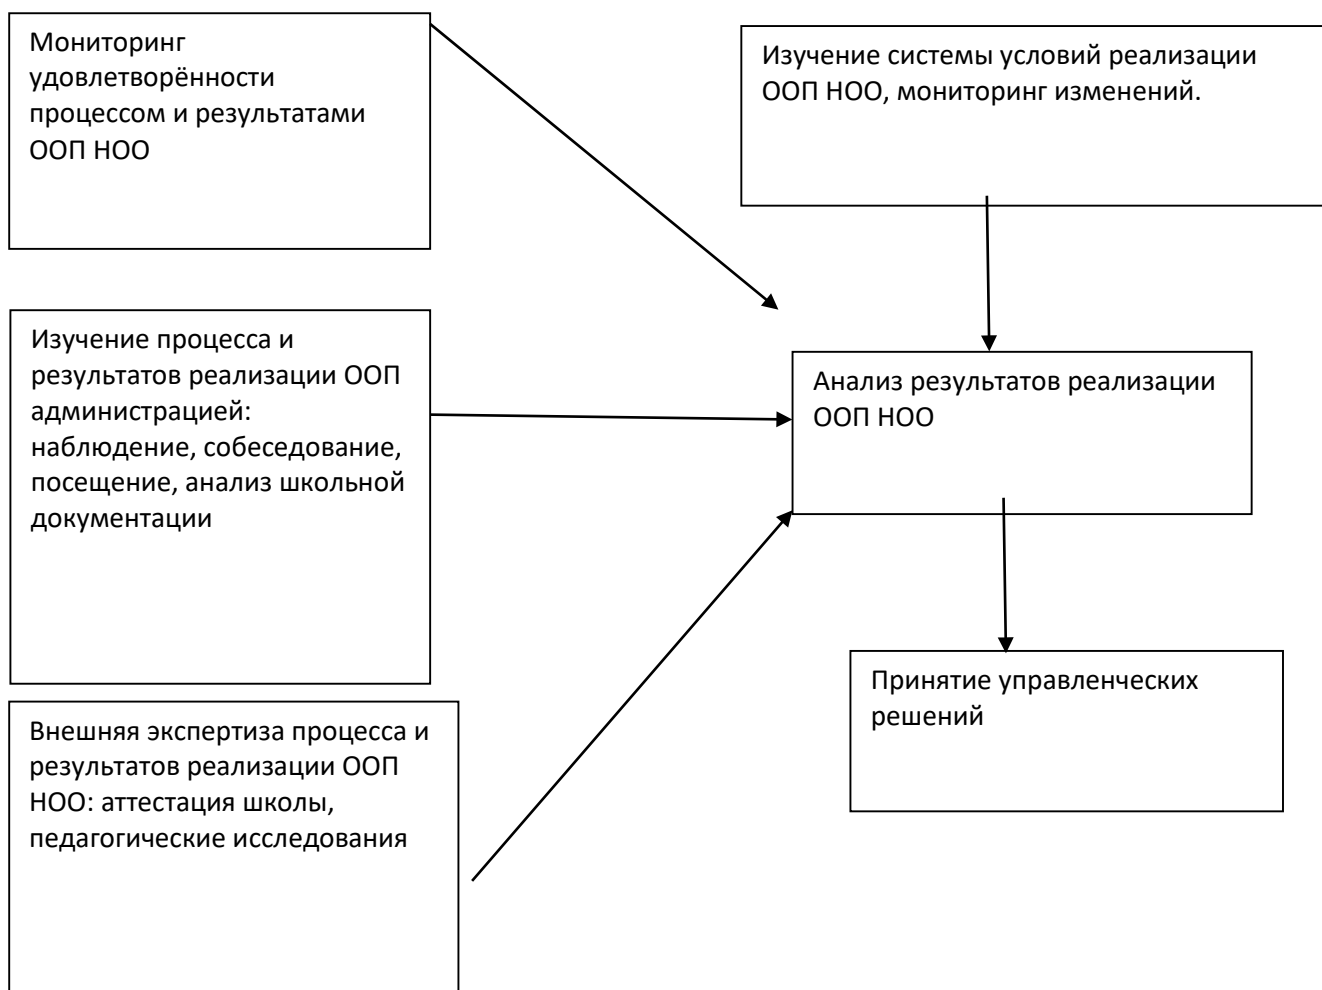 Мониторинг
удовлетворённости
процессом и результатами
ООП НОО
Изучение системы условий реализации
ООП НОО, мониторинг изменений.
Изучение процесса и
результатов реализации ООП
администрацией:
наблюдение, собеседование,
посещение, анализ школьной
документации
Анализ результатов реализации
ООП НОО
Внешняя экспертиза процесса и
результатов реализации ООП
НОО: аттестация школы,
педагогические исследования
Принятие управленческих
решений